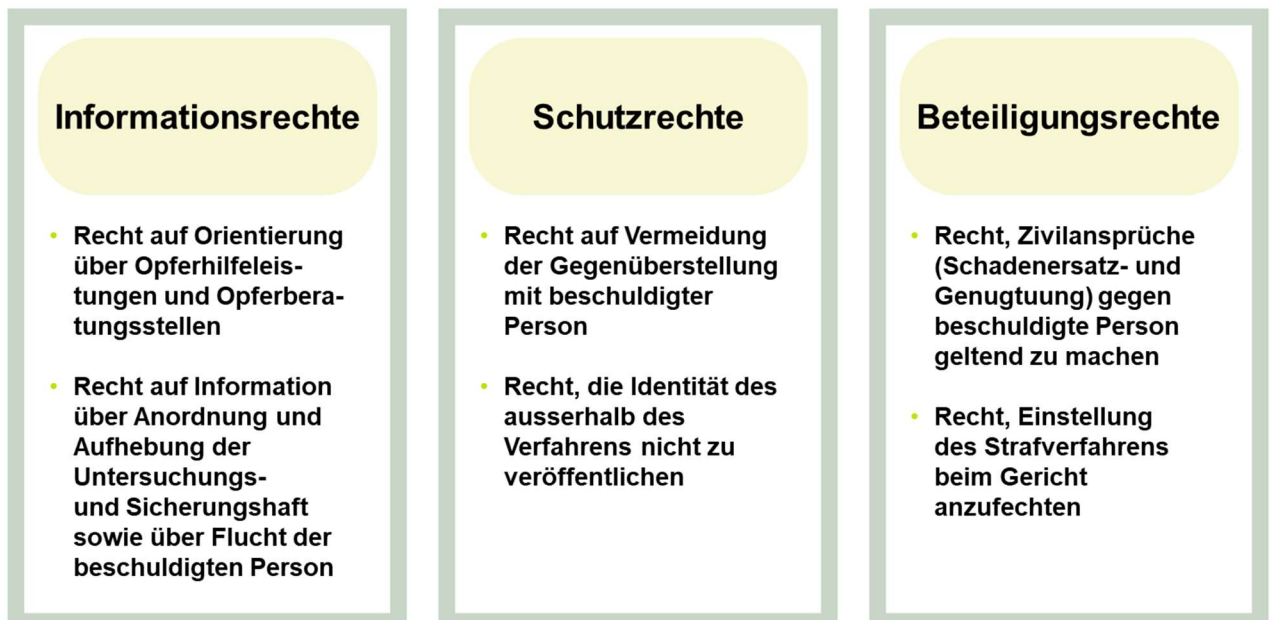 Informationsrechte
• Recht auf Orientierung
über Opferhilfeleis-
tungen und Opferbera-
tungsstellen
• Recht auf Information
über Anordnung und
Aufhebung der
Untersuchungs-
und Sicherungshaft
sowie über Flucht der
beschuldigten Person
Schutzrechte
• Recht auf Vermeidung
der Gegenüberstellung
mit beschuldigter
Person
• Recht, die Identität des
ausserhalb des
Verfahrens nicht zu
veröffentlichen
Beteiligungsrechte
• Recht, Zivilansprüche
(Schadenersatz- und
Genugtuung) gegen
beschuldigte Person
geltend zu machen
• Recht, Einstellung
des Strafverfahrens
beim Gericht
anzufechten